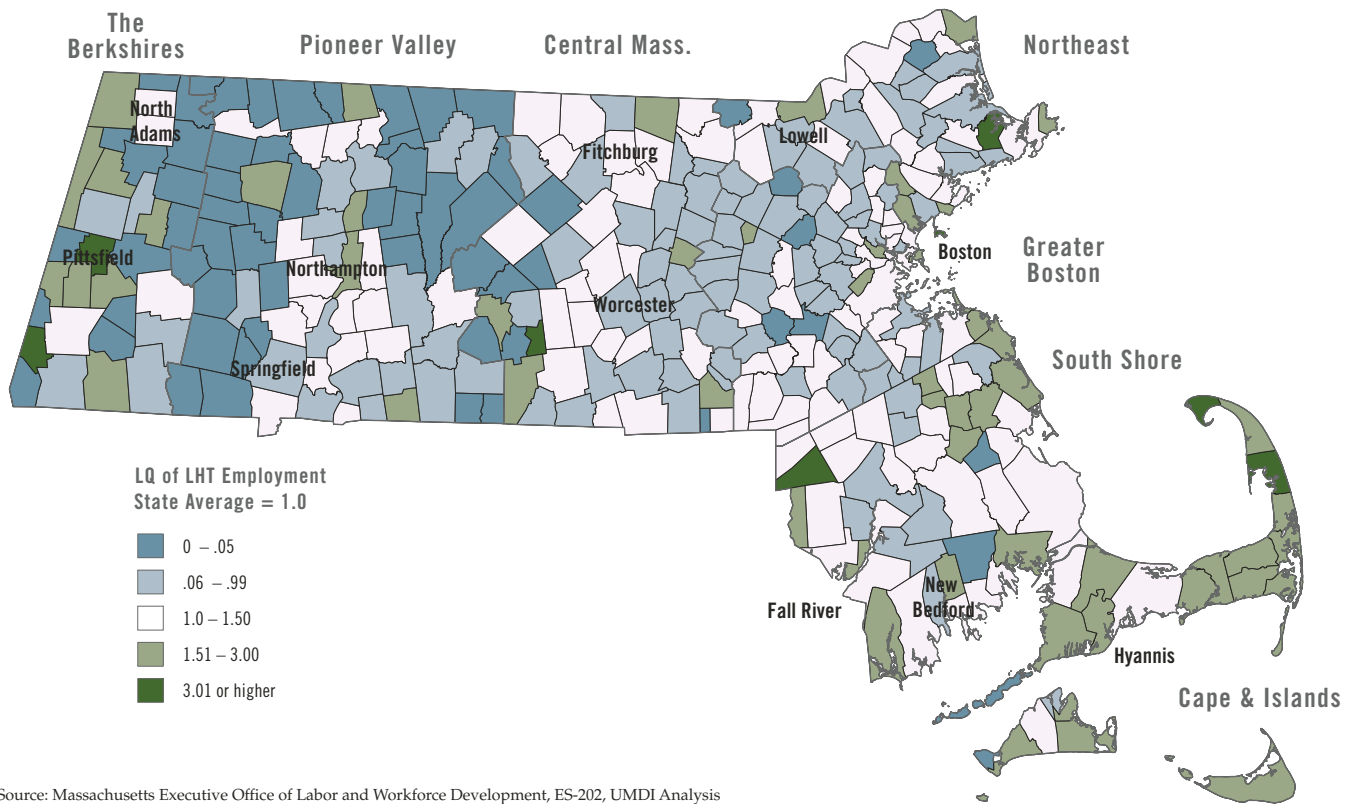 The
Berkshires
Pioneer Valley
Central Mass.
Northeast
North
Adams
Lowell
Fitchburg
Pittsfield
Northampton
Boston
Greater
Boston
Worcester
Springfield
South Shore
LQ of LHT Employment
State Average = 1.0
0 – .05
.06 – .99
1.0 – 1.50
1.51 – 3.00
3.01 or higher
New
Bedford
Fall River
Hyannis
Cape & Islands
Source: Massachusetts Executive Office of Labor and Workforce Development, ES-202, UMDI Analysis